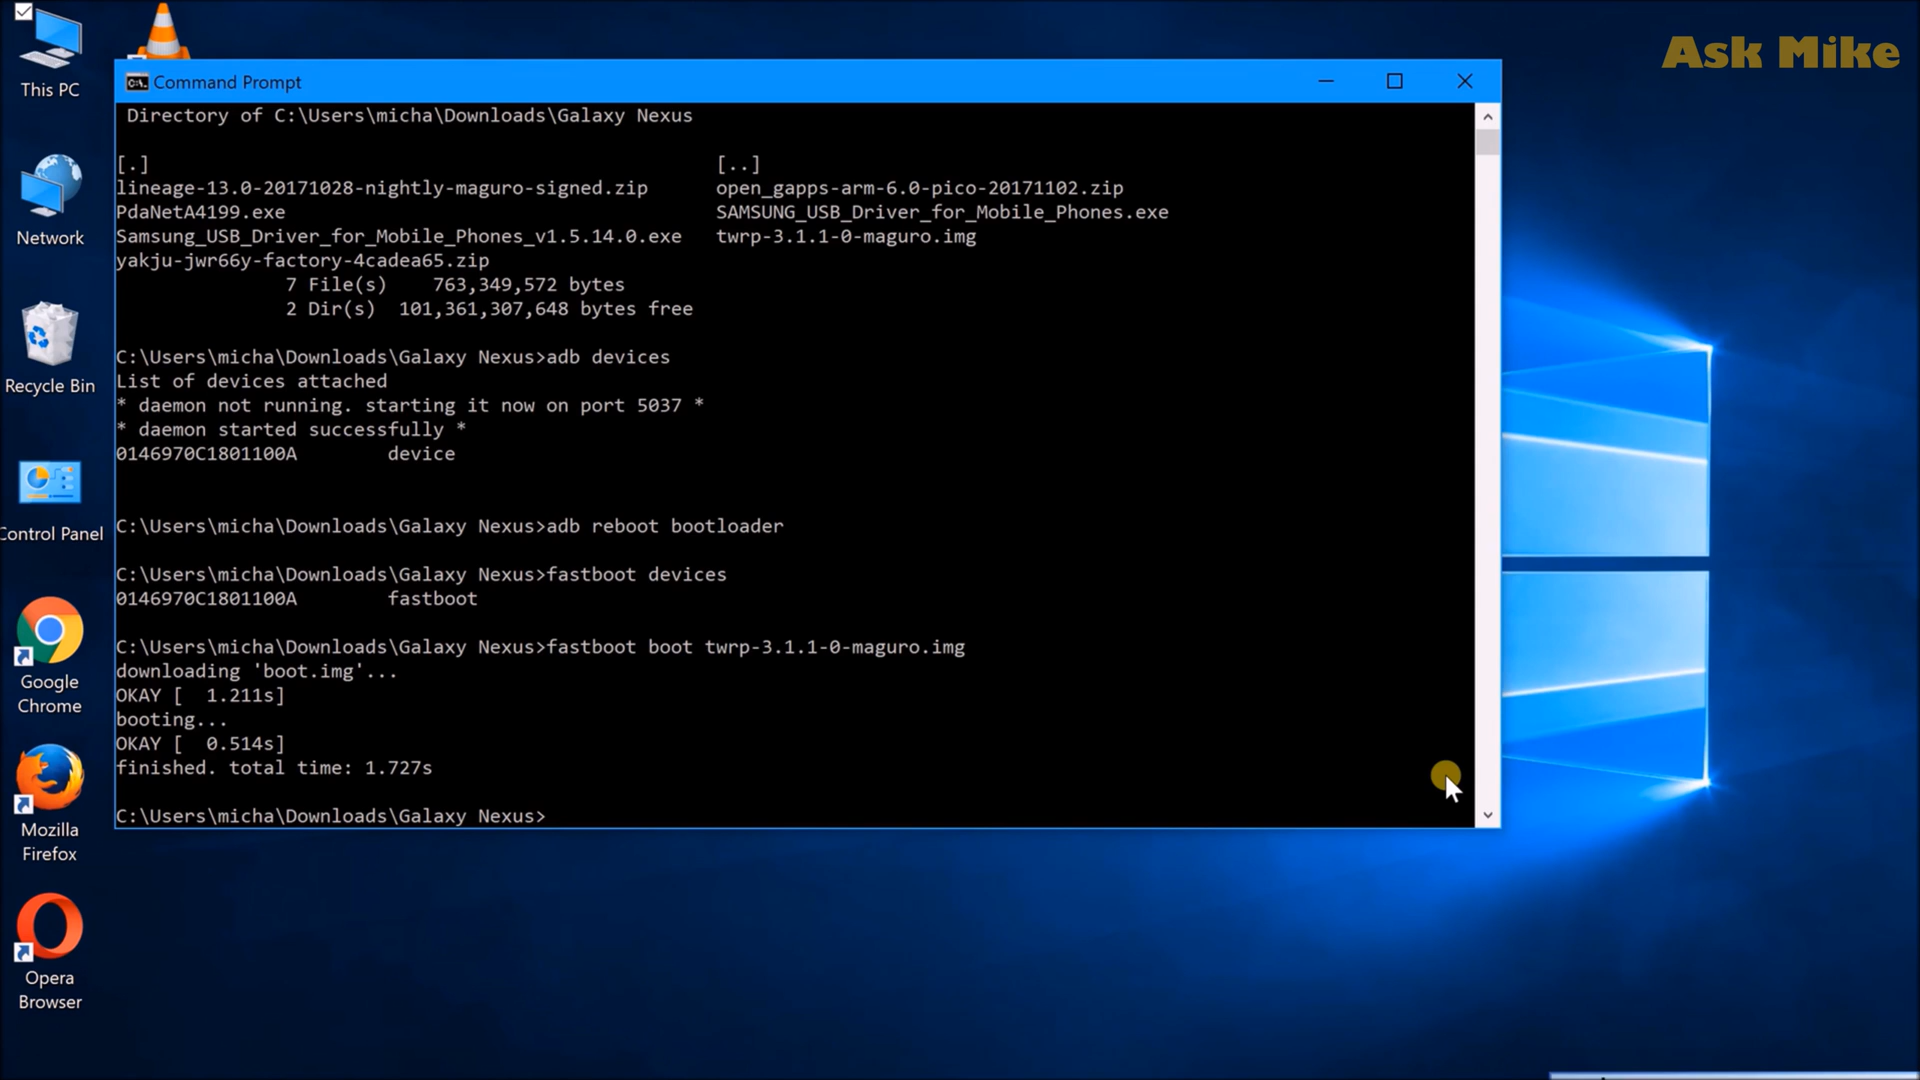 Ask Mike
This PC
Network
Recycle Bin
Control Panel
Google
Chrome
Mozilla
Firefox
Opera
Browser
Command Prompt
Directory of C:\Users\micha\Downloads\Galaxy Nexus
[.] [..]
lineage-13.0-20171028-nightly-maguro-signed.zip open_gapps-arm-6.0-pico-20171102.zip
PdaNetA4199.exe SAMSUNG_USB_Driver_for_Mobile_Phones.exe
Samsung_USB_Driver_for_Mobile_Phones_v1.5.14.0.exe twrp-3.1.1-0-maguro.img
yakju-jwr66y-factory-4cadea65.zip
7 File(s) 763,349,572 bytes
2 Dir(s) 101,361,307,648 bytes free
C:\Users\micha\Downloads\Galaxy Nexus>adb devices
List of devices attached
* daemon not running. starting it now on port 5037 *
* daemon started successfully *
0146970C1801100A device
C:\Users\micha\Downloads\Galaxy Nexus>adb reboot bootloader
C:\Users\micha\Downloads\Galaxy Nexus>fastboot devices
0146970C1801100A fastboot
C:\Users\micha\Downloads\Galaxy Nexus>fastboot boot twrp-3.1.1-0-maguro.img
downloading 'boot.img'...
OKAY [ 1.211s]
booting...
OKAY [ 0.514s]
finished. total time: 1.727s
C:\Users\micha\Downloads\Galaxy Nexus>